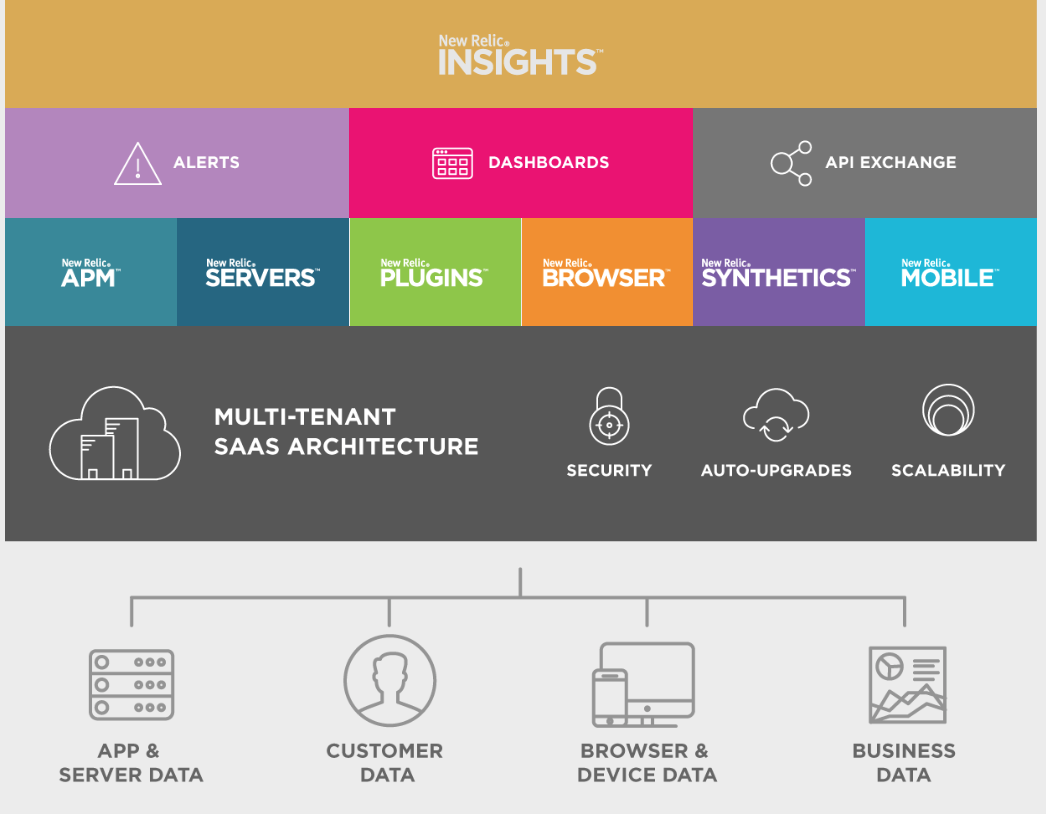 New Relic®
INSIGHTS™
ALERTS
DASHBOARDS
API EXCHANGE
New Relic®
APM™
New Relic®
SERVERS™
New Relic®
PLUGINS™
New Relic®
BROWSER™
New Relic®
SYNTHETICS™
New Relic®
MOBILE™
MULTI-TENANT
SAAS ARCHITECTURE
SECURITY
AUTO-UPGRADES
SCALABILITY
APP &
SERVER DATA
CUSTOMER
DATA
BROWSER &
DEVICE DATA
BUSINESS
DATA